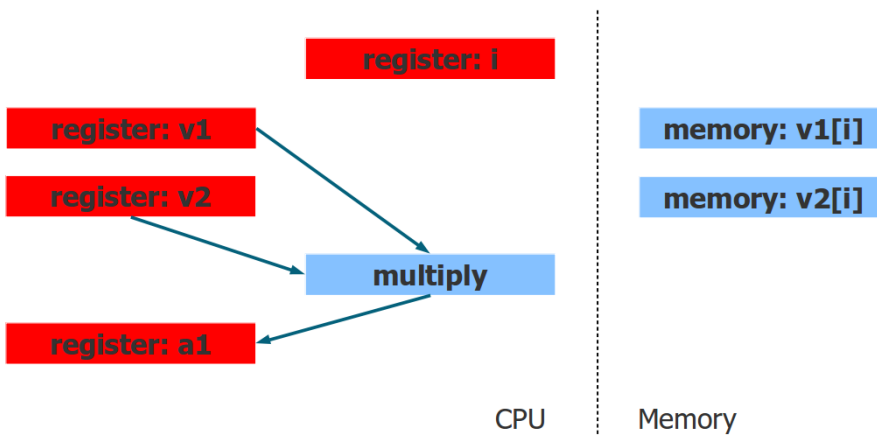 register: i
register: v1
memory: v1[i]
register: v2
memory: v2[i]
multiply
register: a1
CPU
Memory